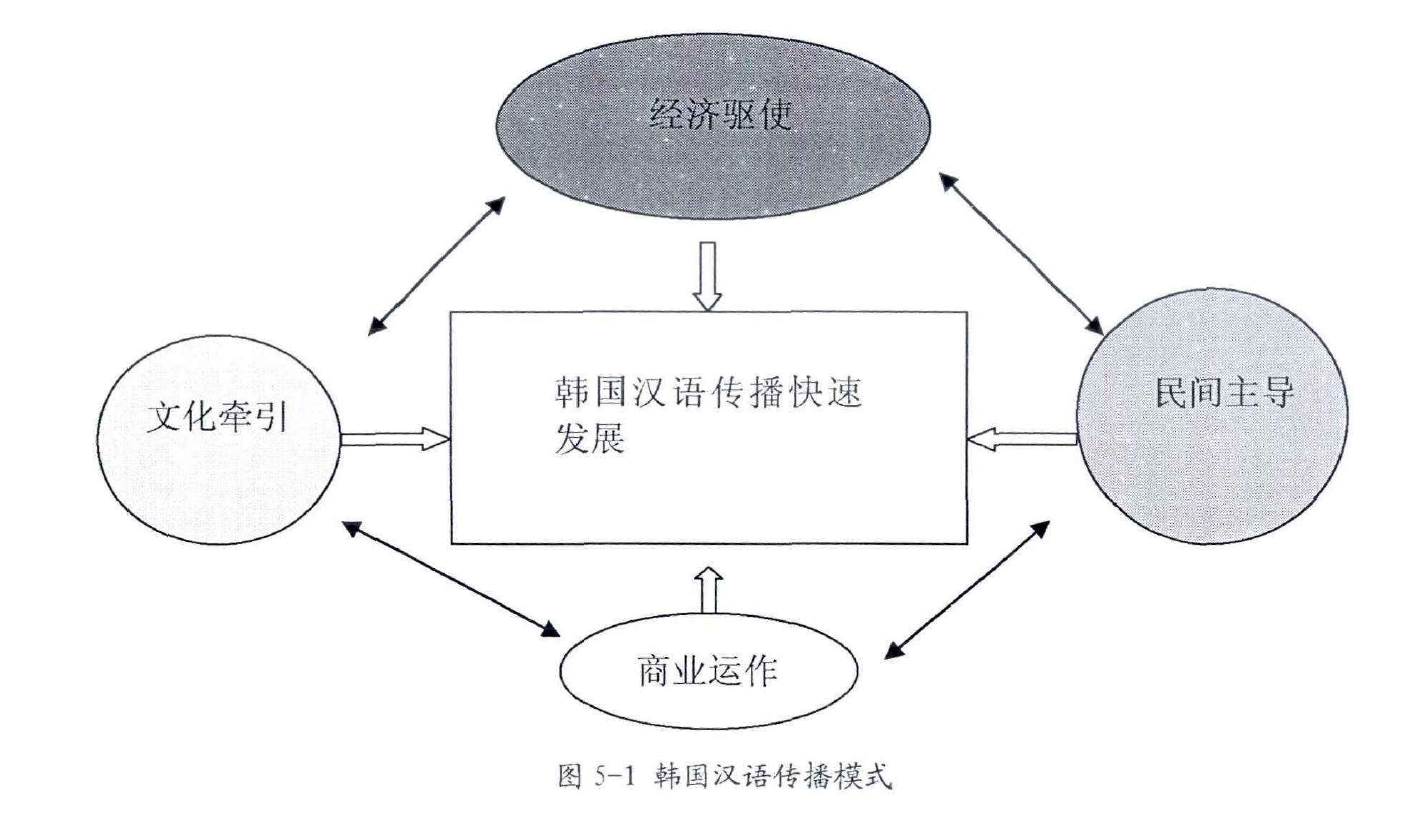 经济驱使
文化牵引
韩国汉语传播快速
发展
民间主导
商业运作
图 5-1 韩国汉语传播模式